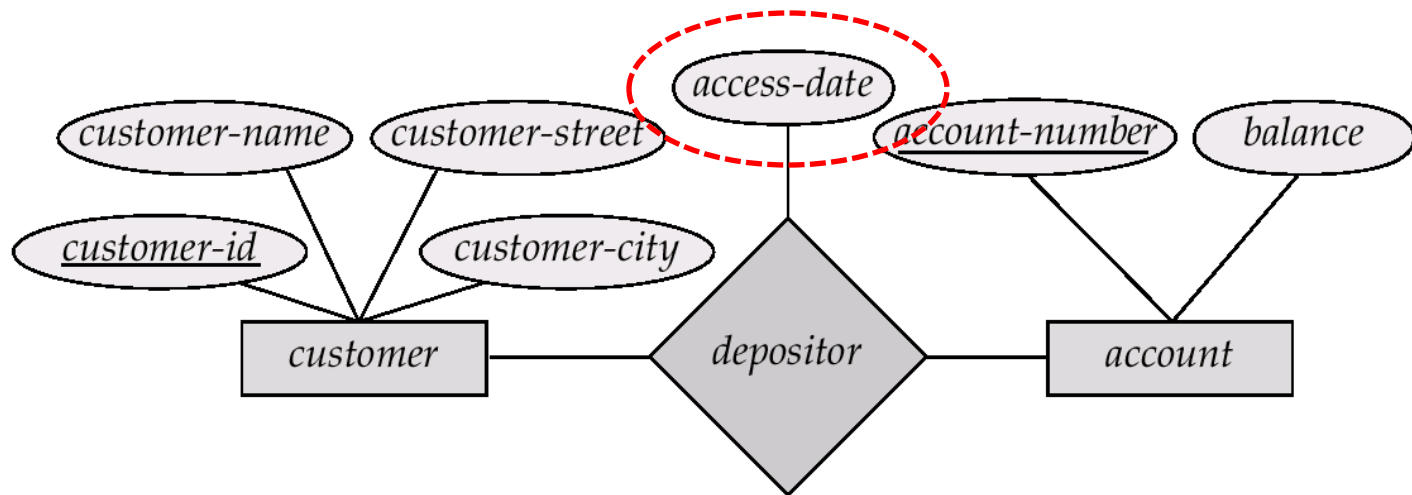 access-date
customer-name
customer-street
account-number
balance
customer-id
customer-city
customer
depositor
account